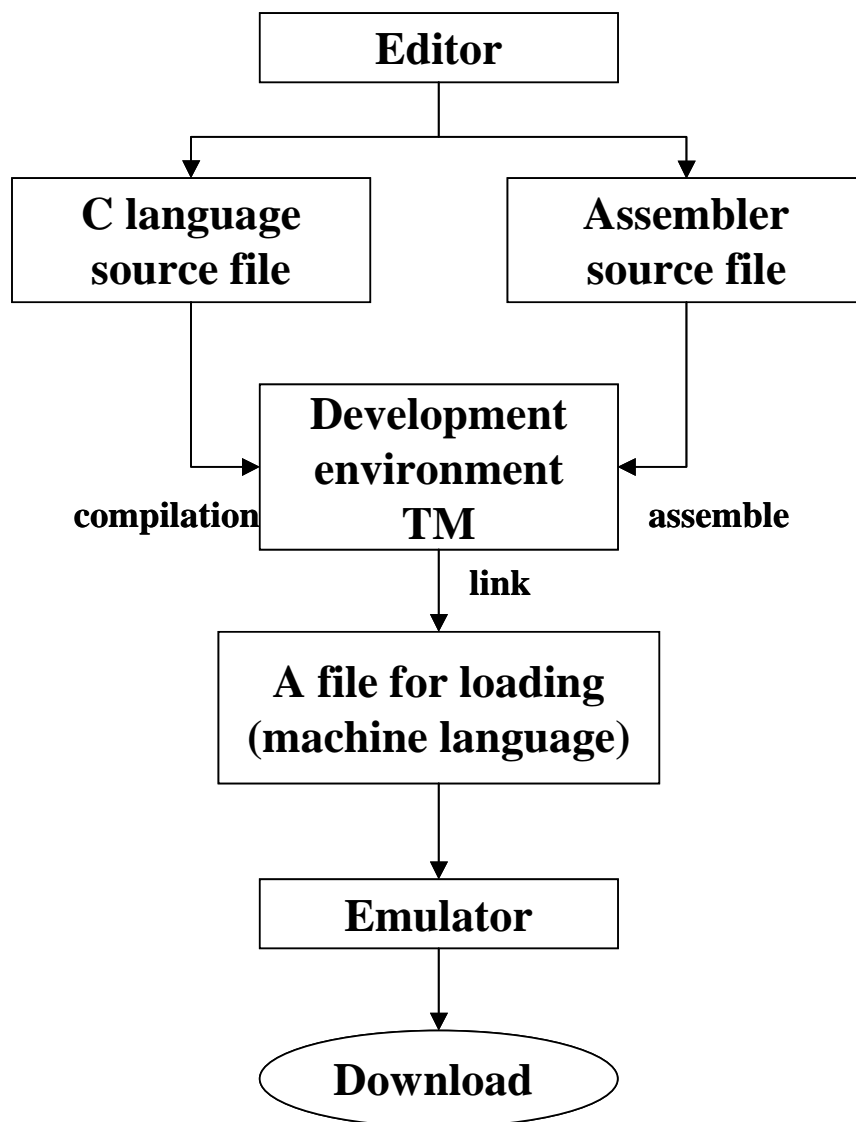 Editor
C language
source file
Assembler
source file
Development
environment
TM
compilation
assemble
link
A file for loading
(machine language)
Emulator
Download